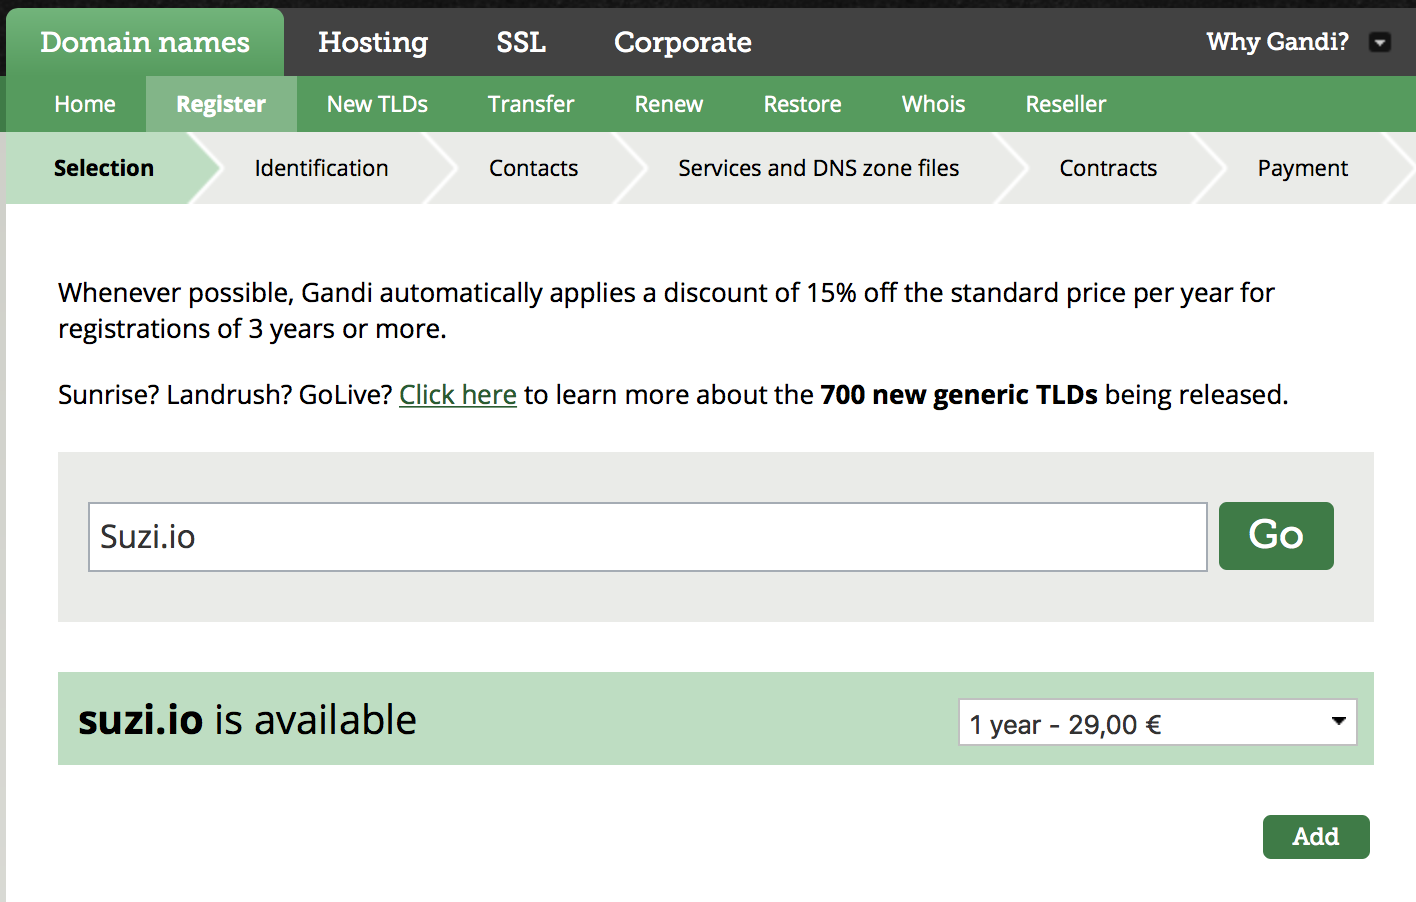 Domain names Hosting SSL Corporate Why Gandi?
Home Register New TLDs Transfer Renew Restore Whois Reseller
Selection Identification Contacts Services and DNS zone files Contracts Payment
Whenever possible, Gandi automatically applies a discount of 15% off the standard price per year for
registrations of 3 years or more.
Sunrise? Landrush? GoLive? Click here to learn more about the 700 new generic TLDs being released.
Suzi.io Go
suzi.io is available 1 year - 29,00 €
Add